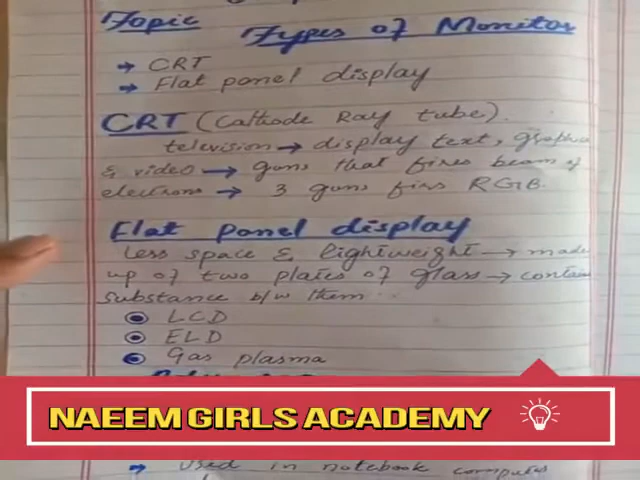 Topic
Types of Monitor
→ CRT
→ Flat panel display
CRT (Cathode Ray tube).
television → display text, graphic
& video → guns that fires beam of
electrons → 3 guns fires RGB.
Flat panel display
Less space & lightweight → made
up of two plates of glass → contain
substance b/w them
LCD
ELD
Gas plasma
NAEEM GIRLS ACADEMY
→ used in notebook computer